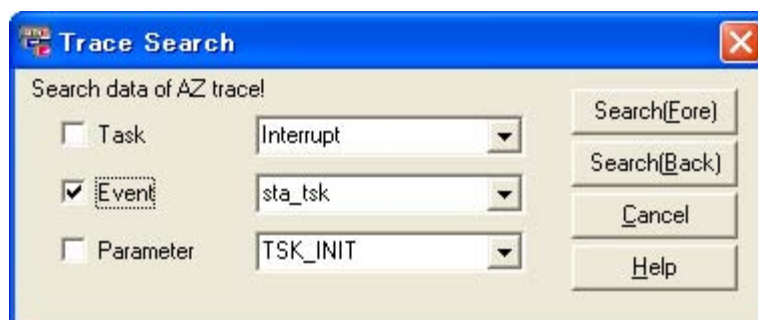 Trace Search
Search data of AZ trace!
Task
Interrupt
Event
sta_tsk
Parameter
TSK_INIT
Search(Fore)
Search(Back)
Cancel
Help